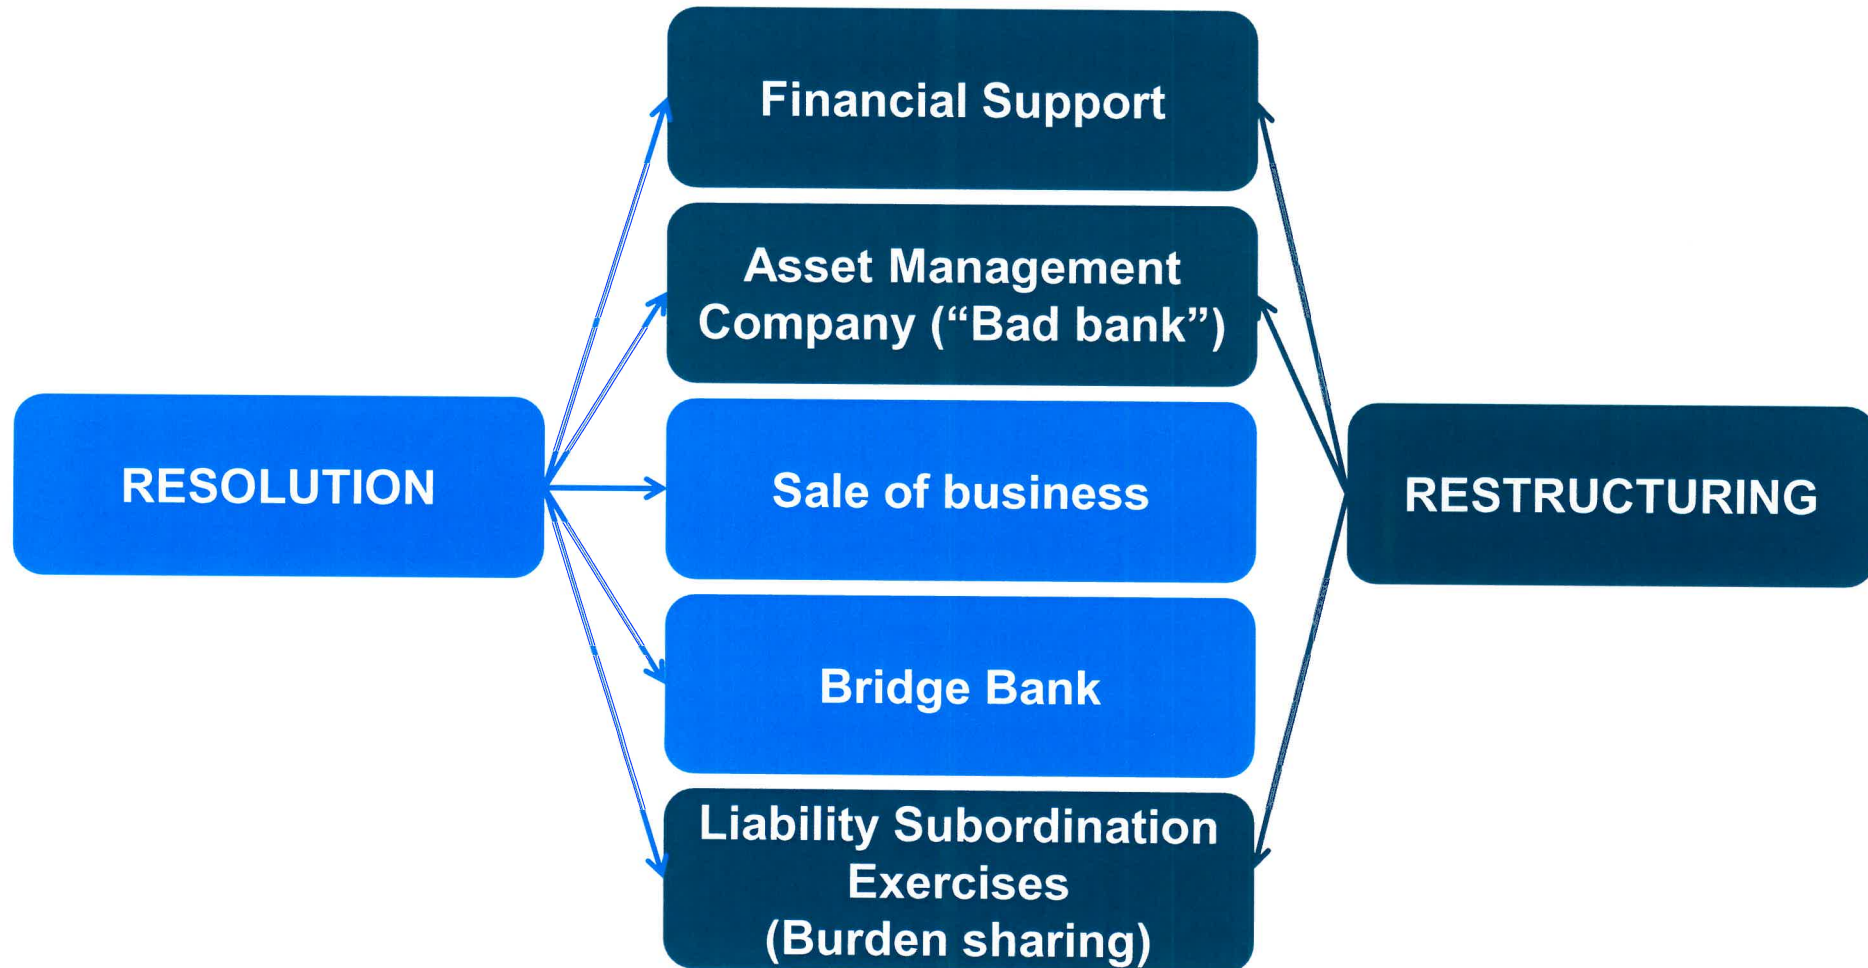 Financial Support
Asset Management
Company (“Bad bank”)
RESOLUTION
Sale of business
RESTRUCTURING
Bridge Bank
Liability Subordination
Exercises
(Burden sharing)